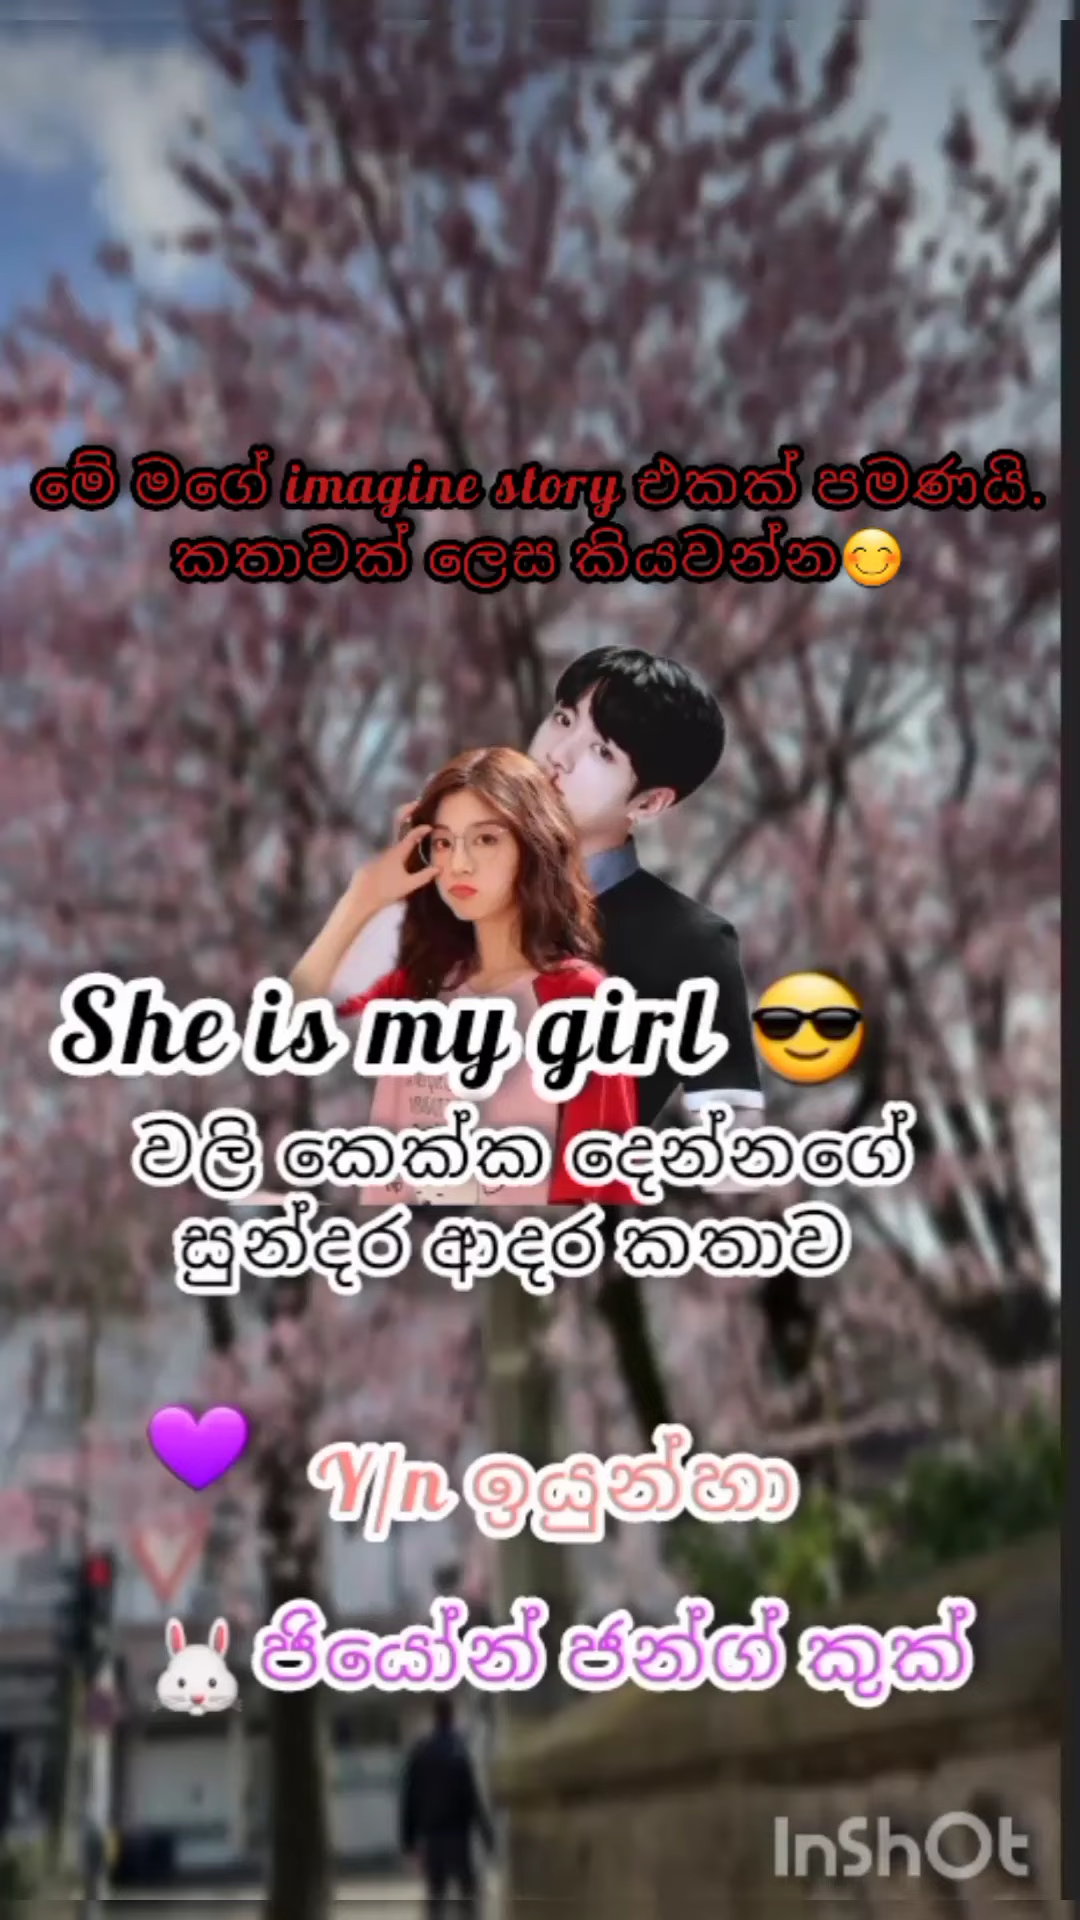 මේ මගේ imagine story එකක් පමණයි.
කතාවක් ලෙස කියවන්න😊
She is my girl 😎
වලි කෙක්ක දෙන්නගේ
සුන්දර ආදර කතාව
Y/n ඉයුන්හා
ජියෝන් ජන්ග් කුක්
InShOt